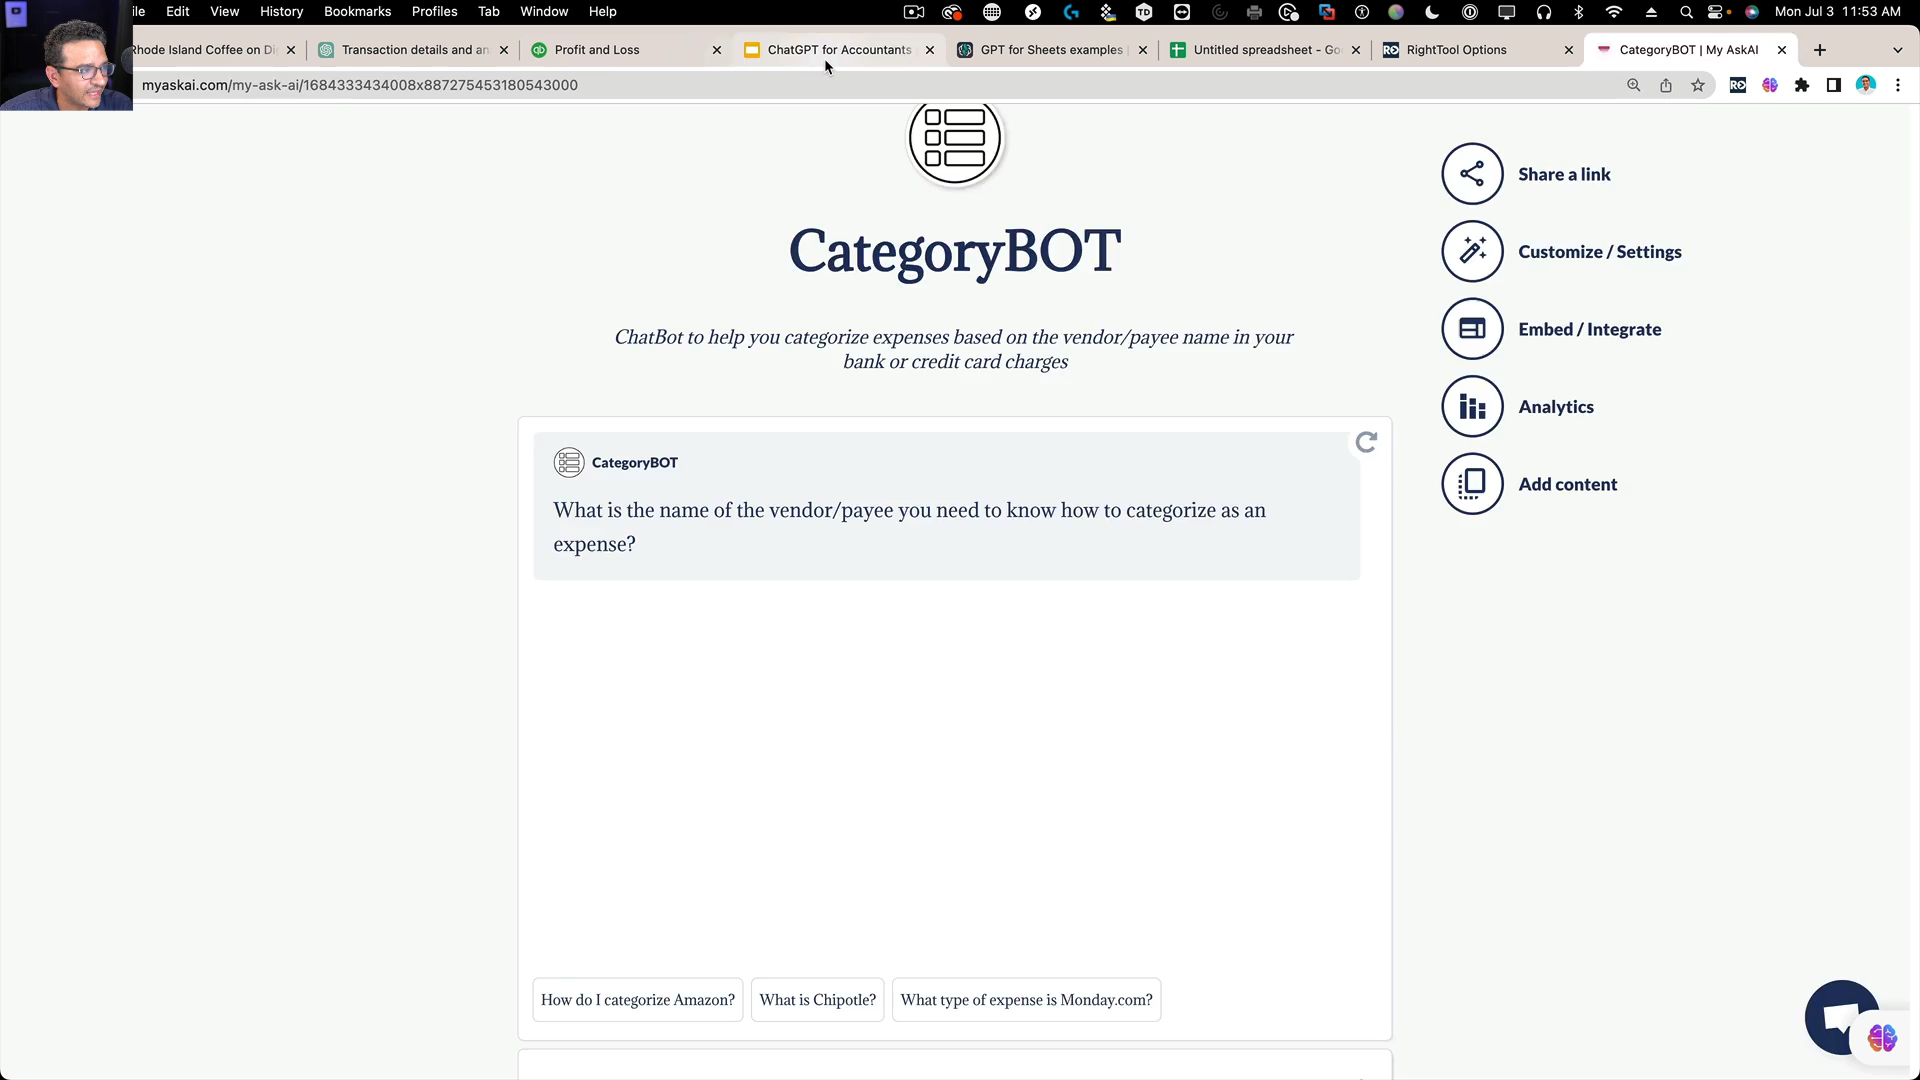 ile Edit View History Bookmarks Profiles Tab Window Help TD Mon Jul 3 11:53 AM
Rhode Island Coffee on Di Transaction details and an qb Profit and Loss ChatGPT for Accountants GPT for Sheets examples | Untitled spreadsheet - Go RightTool Options CategoryBOT | My AskAI
myaskai.com/my-ask-ai/1684333434008x887275453180543000
Share a link
CategoryBOT
Customize / Settings
ChatBot to help you categorize expenses based on the vendor/payee name in your
bank or credit card charges
Embed / Integrate
Analytics
CategoryBOT
Add content
What is the name of the vendor/payee you need to know how to categorize as an
expense?
How do I categorize Amazon? What is Chipotle? What type of expense is Monday.com?